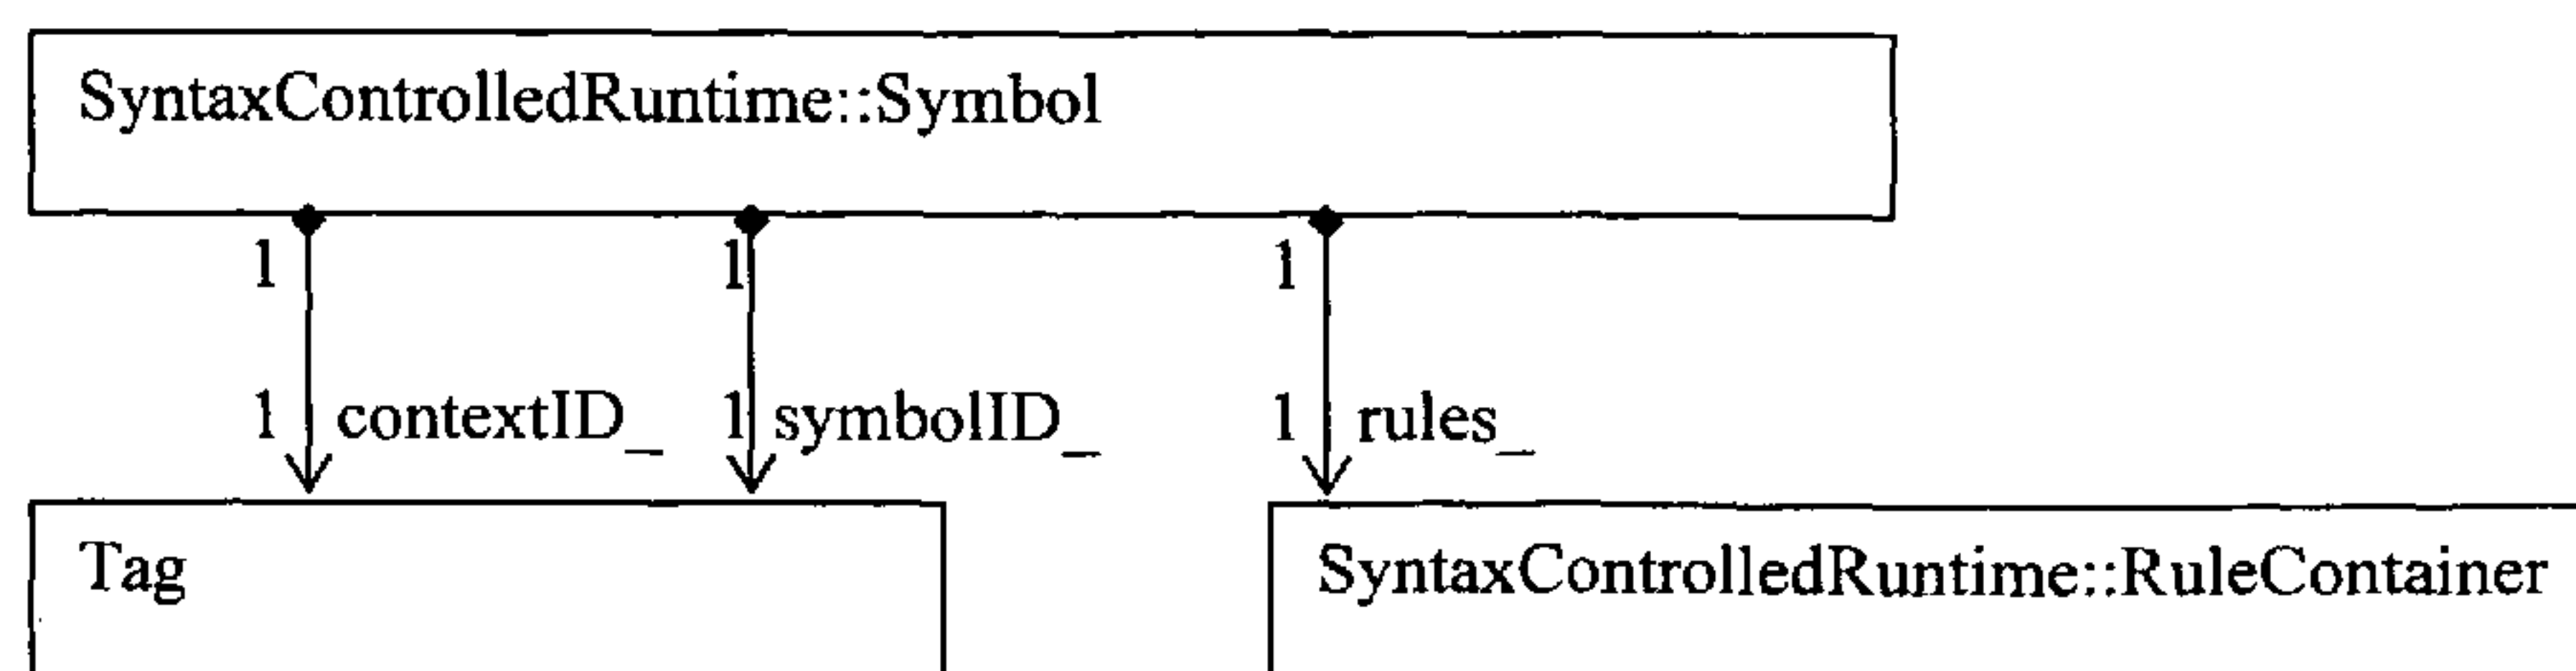 SyntaxControlledRuntime::Symbol
1 1 1
1 contextID_ 1 symbolID_ 1 rules_
Tag SyntaxControlledRuntime::RuleContainer